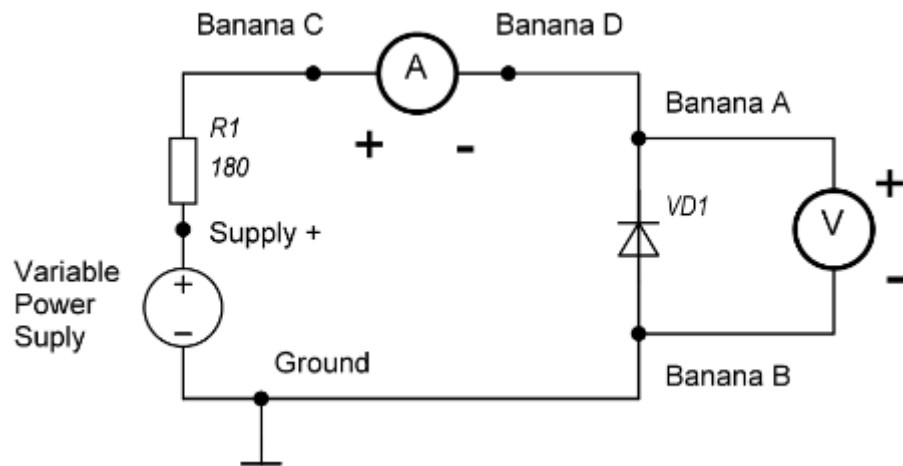 Banana C
Banana D
A
+ -
R1
180
Banana A
VD1
V
+
-
Supply +
Variable
Power
Suply
+
−
Ground
Banana B